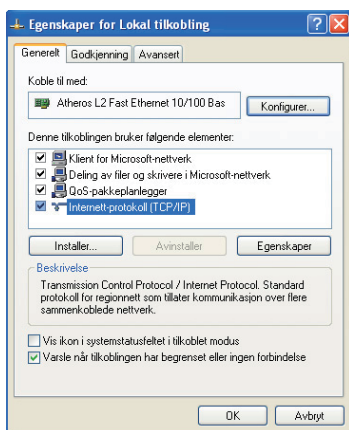 Egenskaper for Lokal tilkobling
Generelt Godkjenning Avansert
Koble til med:
Atheros L2 Fast Ethernet 10/100 Bas
Konfigurer...
Denne tilkoblingen bruker følgende elementer:
Klient for Microsoft-nettverk
Deling av filer og skrivere i Microsoft-nettverk
QoS-pakkeplanlegger
Internett-protokoll (TCP/IP)
Installer... Avinstaller Egenskaper
Beskrivelse
Transmission Control Protocol / Internet Protocol. Standard
protokoll for regionnett som tillater kommunikasjon over flere
sammenkoblede nettverk.
Vis ikon i systemstatusfeltet i tilkoblet modus
Varsle når tilkoblingen har begrenset eller ingen forbindelse
OK Avbryt